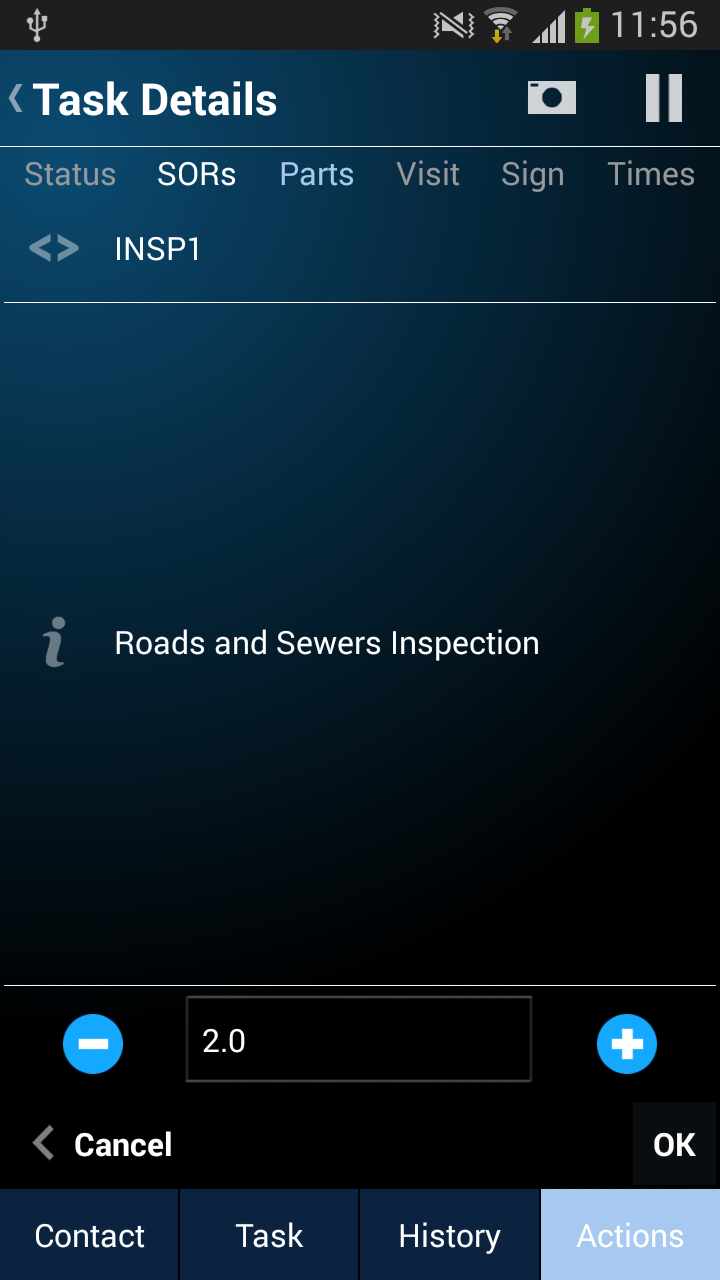 11:56
Task Details
Status SORs Parts Visit Sign Times
<> INSP1
i Roads and Sewers Inspection
2.0
Cancel OK
Contact Task History Actions